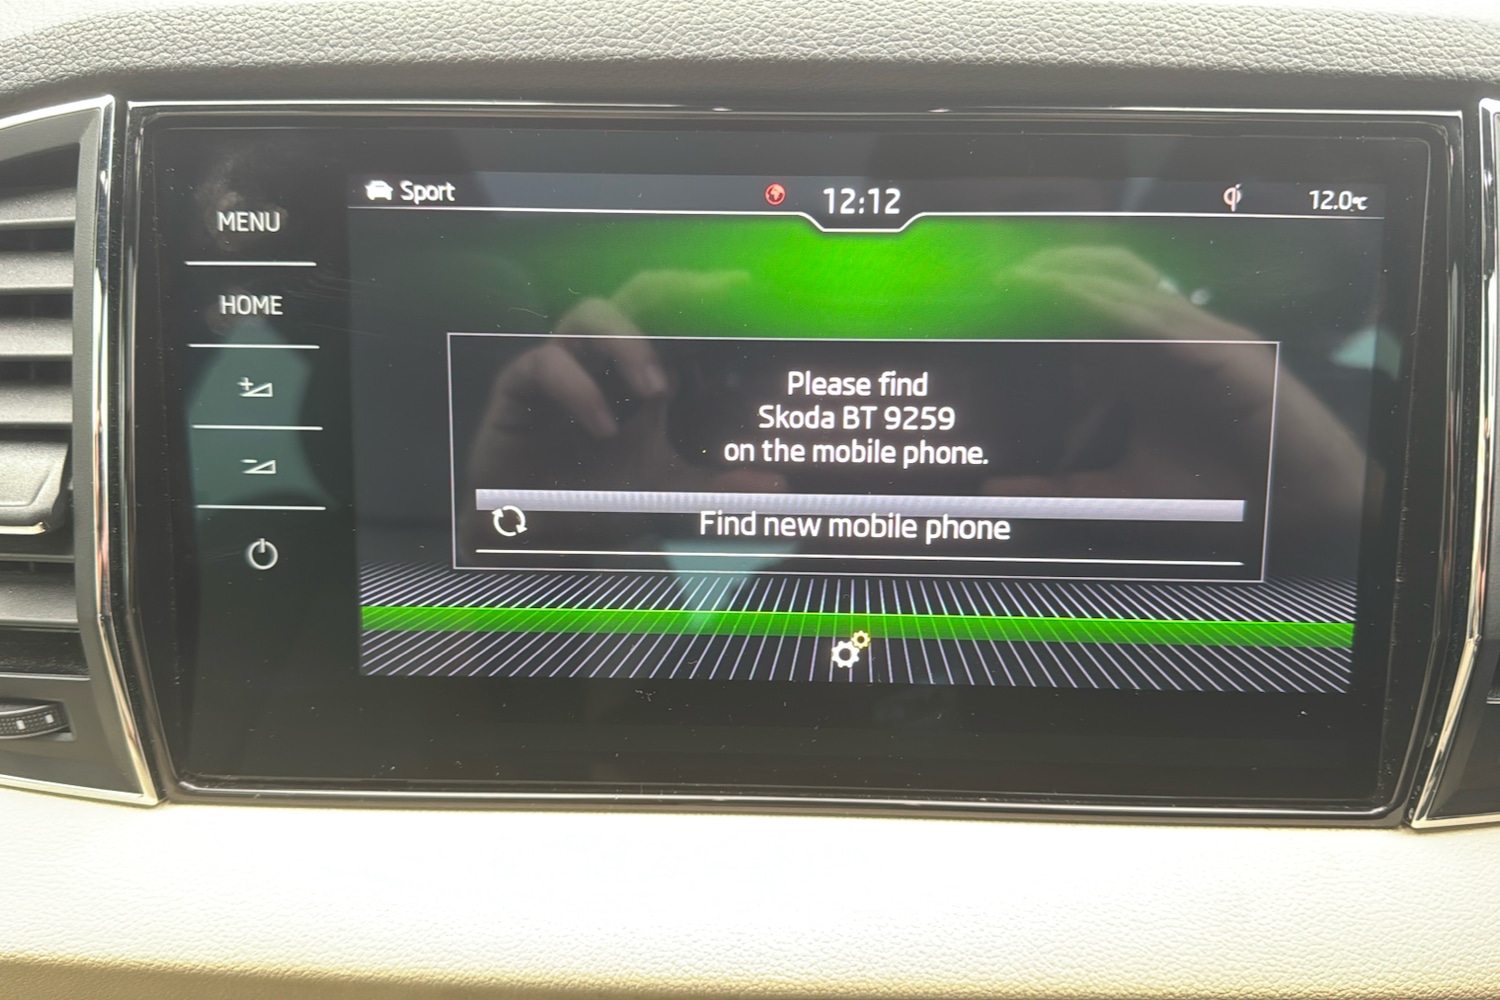 Sport
12:12
12.0°C
MENU
HOME
Please find
Skoda BT 9259
on the mobile phone.
Find new mobile phone